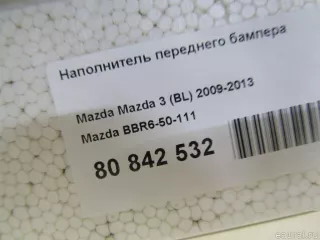 Наполнитель переднего бампера
Mazda Mazda 3 (BL) 2009-2013
Mazda BBR6-50-111
80 842 532